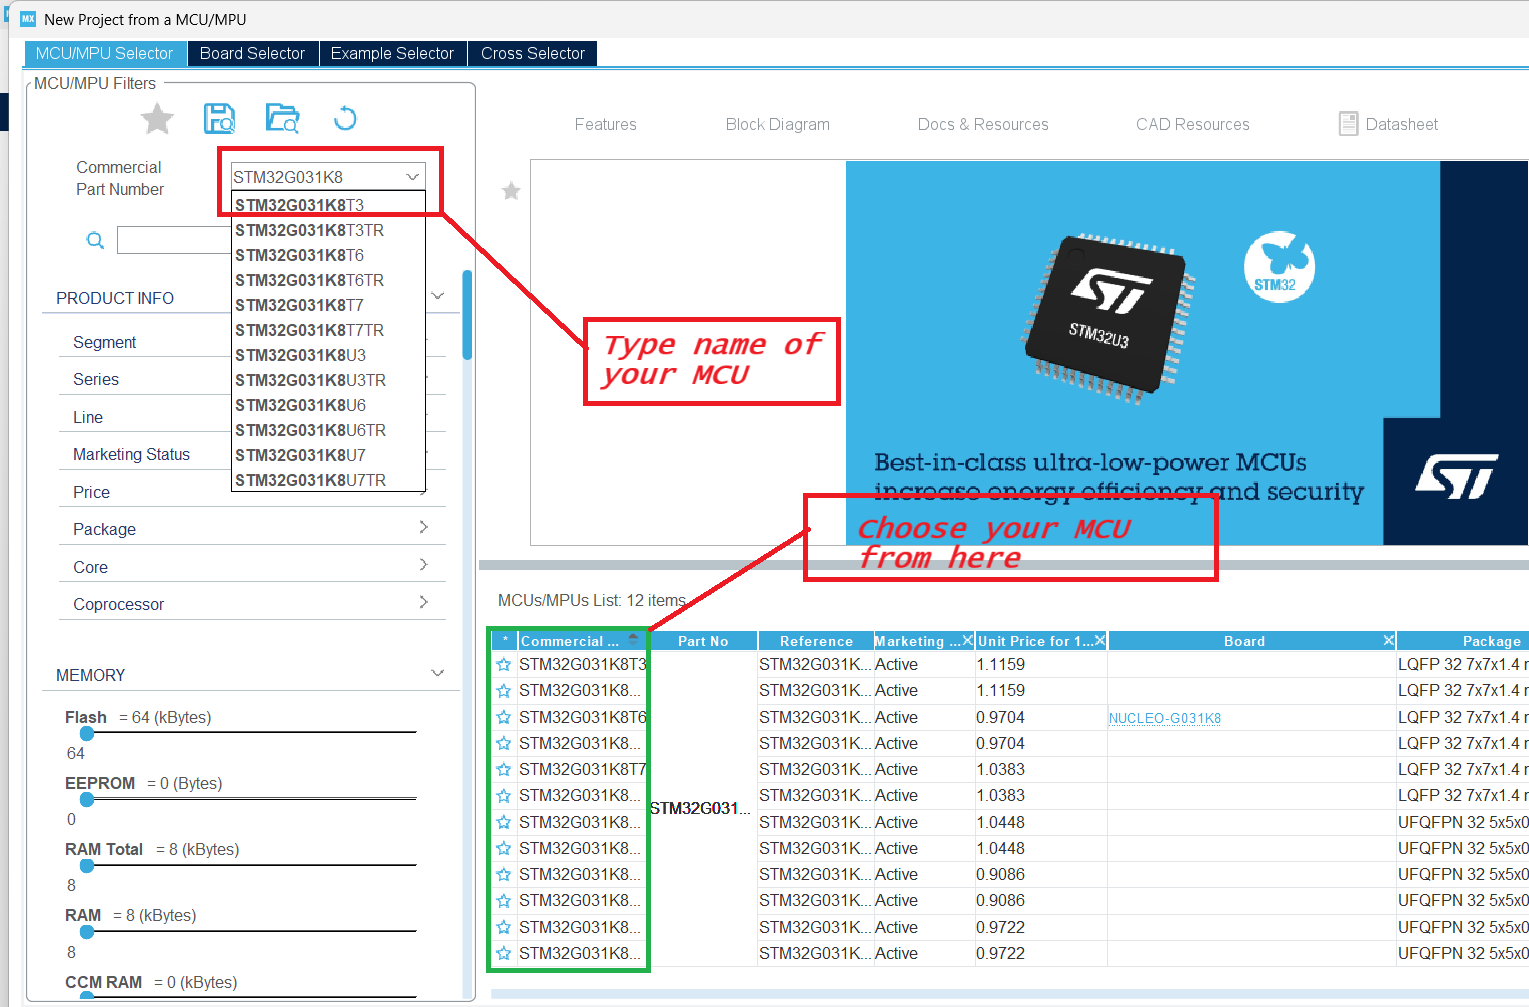 MX New Project from a MCU/MPU
MCU/MPU Selector Board Selector Example Selector Cross Selector
MCU/MPU Filters
Commercial
Part Number
STM32G031K8
STM32G031K8T3
STM32G031K8T3TR
STM32G031K8T6
STM32G031K8T6TR
STM32G031K8T7
STM32G031K8T7TR
STM32G031K8U3
STM32G031K8U3TR
STM32G031K8U6
STM32G031K8U6TR
STM32G031K8U7
STM32G031K8U7TR
PRODUCT INFO
Segment
Series
Line
Marketing Status
Price
Package
Core
Coprocessor
MEMORY
Flash = 64 (kBytes)
64
EEPROM = 0 (Bytes)
0
RAM Total = 8 (kBytes)
8
RAM = 8 (kBytes)
8
CCM RAM = 0 (kBytes)
Features Block Diagram Docs & Resources CAD Resources Datasheet
Type name of
your MCU
ST
STM32U3
STM32
Best-in-class ultra-low-power MCUs
increase energy efficiency and security
ST
Choose your MCU
from here
MCUs/MPUs List: 12 items
* Commercial ... Part No Reference Marketing ... Unit Price for 1... Board Package
STM32G031K8T3 STM32G031K... Active 1.1159 LQFP 32 7x7x1.4
STM32G031K8... STM32G031K... Active 1.1159 LQFP 32 7x7x1.4
STM32G031K8T6 STM32G031K... Active 0.9704 NUCLEO-G031K8 LQFP 32 7x7x1.4
STM32G031K8... STM32G031K... Active 0.9704 LQFP 32 7x7x1.4
STM32G031K8T7 STM32G031K... Active 1.0383 LQFP 32 7x7x1.4
STM32G031K8... STM32G031K... Active 1.0383 LQFP 32 7x7x1.4
STM32G031...
STM32G031K8... STM32G031K... Active 1.0448 UFQFPN 32 5x5x0
STM32G031K8... STM32G031K... Active 1.0448 UFQFPN 32 5x5x0
STM32G031K8... STM32G031K... Active 0.9086 UFQFPN 32 5x5x0
STM32G031K8... STM32G031K... Active 0.9086 UFQFPN 32 5x5x0
STM32G031K8... STM32G031K... Active 0.9722 UFQFPN 32 5x5x0
STM32G031K8... STM32G031K... Active 0.9722 UFQFPN 32 5x5x0